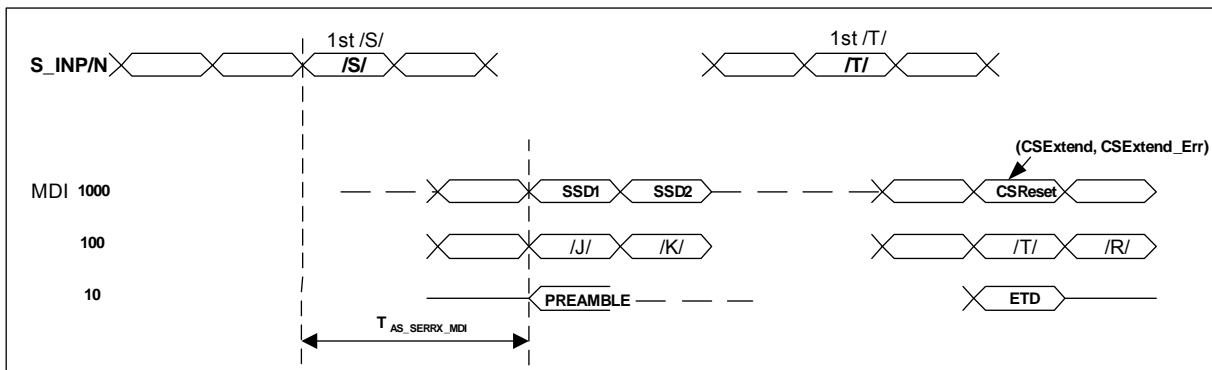 1st /S/
1st /T/
S_INP/N
/S/
/T/
(CSExtend, CSExtend_Err)
MDI 1000
SSD1
SSD2
CSReset
100
/J/
/K/
/T/
/R/
10
PREAMBLE
ETD
T AS_SERRX_MDI